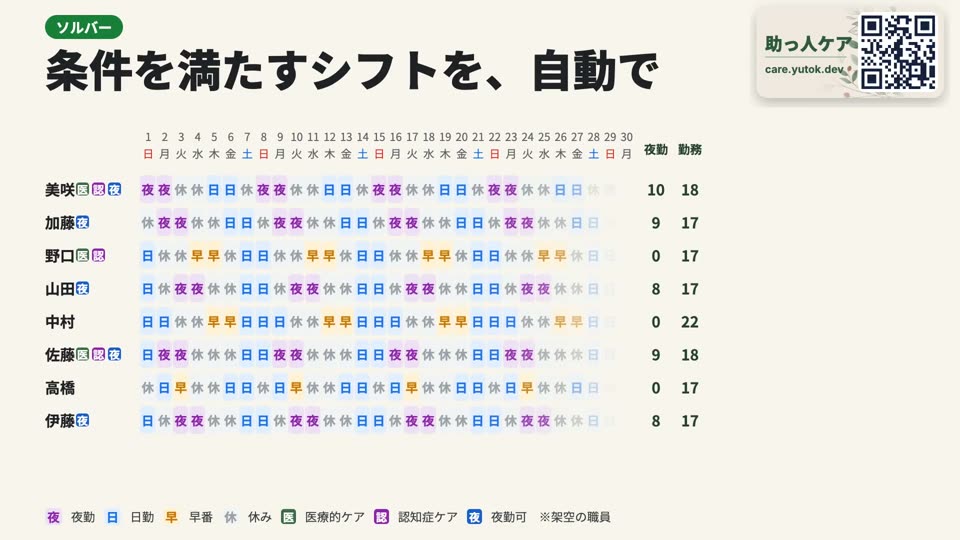 ソルバー
条件を満たすシフトを、自動で
助っ人ケア
care.yutok.dev
1 2 3 4 5 6 7 8 9 10 11 12 13 14 15 16 17 18 19 20 21 22 23 24 25 26 27 28 29 30
日 月 火 水 木 金 土 日 月 火 水 木 金 土 日 月 火 水 木 金 土 日 月 火 水 木 金 土 日 月 夜勤 勤務
美咲 医 認 夜 夜 夜 休 休 日 日 休 夜 夜 休 休 日 日 休 夜 夜 休 休 日 日 休 夜 夜 休 休 日 日 休 10 18
加藤 夜 休 夜 夜 休 休 日 日 休 夜 夜 休 休 日 日 休 夜 夜 休 休 日 日 休 夜 夜 休 休 日 日 9 17
野口 医 認 日 休 休 早 早 休 日 日 休 休 早 早 休 日 日 休 休 早 早 休 日 日 休 休 早 早 休 日 0 17
山田 夜 日 休 夜 夜 休 休 日 日 休 夜 夜 休 休 日 日 休 夜 夜 休 休 日 日 休 夜 夜 休 休 日 8 17
中村 日 日 休 休 早 早 日 日 日 休 休 早 早 日 日 日 休 休 早 早 日 日 日 休 休 早 早 日 0 22
佐藤 医 認 夜 日 夜 夜 休 休 休 日 日 夜 夜 休 休 休 日 日 夜 夜 休 休 休 日 日 夜 夜 休 休 休 日 9 18
高橋 休 日 早 休 休 日 日 休 日 早 休 休 日 日 休 日 早 休 休 日 日 休 日 早 休 休 日 日 0 17
伊藤 夜 日 休 夜 夜 休 休 日 日 休 夜 夜 休 休 日 日 休 夜 夜 休 休 日 日 休 夜 夜 休 休 日 8 17
夜 夜勤 日 日勤 早 早番 休 休み 医 医療的ケア 認 認知症ケア 夜 夜勤可 ※架空の職員